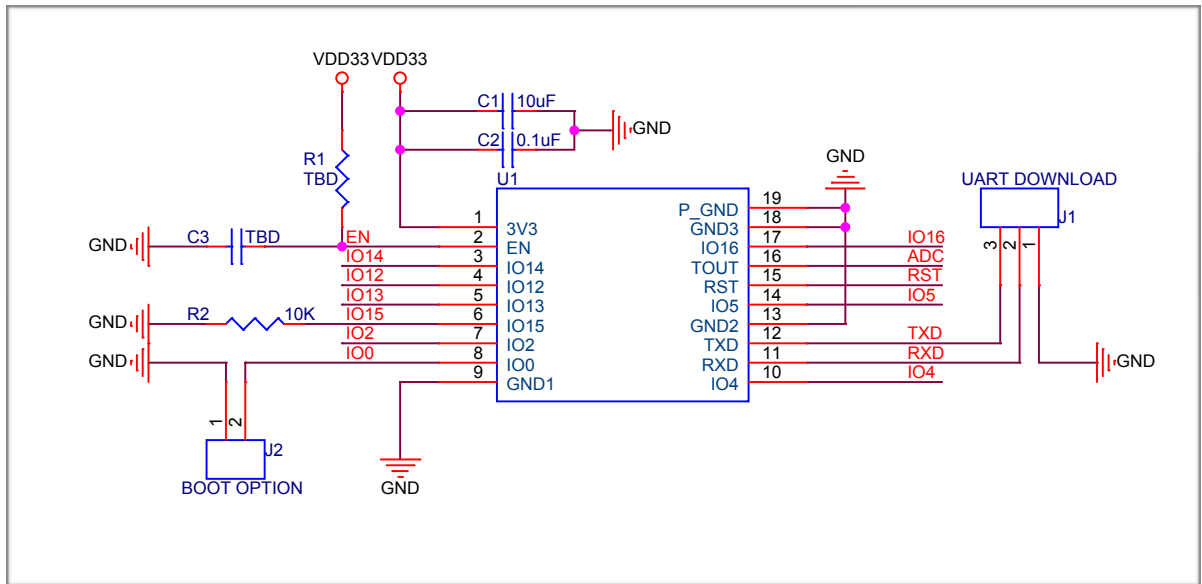 VDD33 VDD33
C1 10uF
GND
C2 0.1uF
R1
TBD
U1
GND
UART DOWNLOAD
J1
3 2 1
GND C3 TBD
EN
IO14
IO12
IO13
GND R2 10K IO15
IO2
GND IO0
1 3V3
2 EN
3 IO14
4 IO12
5 IO13
6 IO15
7 IO2
8 IO0
9 GND1
P_GND 19
GND3 18
IO16 17 IO16
TOUT 16 ADC
RST 15 RST
IO5 14 IO5
GND2 13
TXD 12 TXD
RXD 11 RXD
IO4 10 IO4
GND
1 2
J2
BOOT OPTION
GND